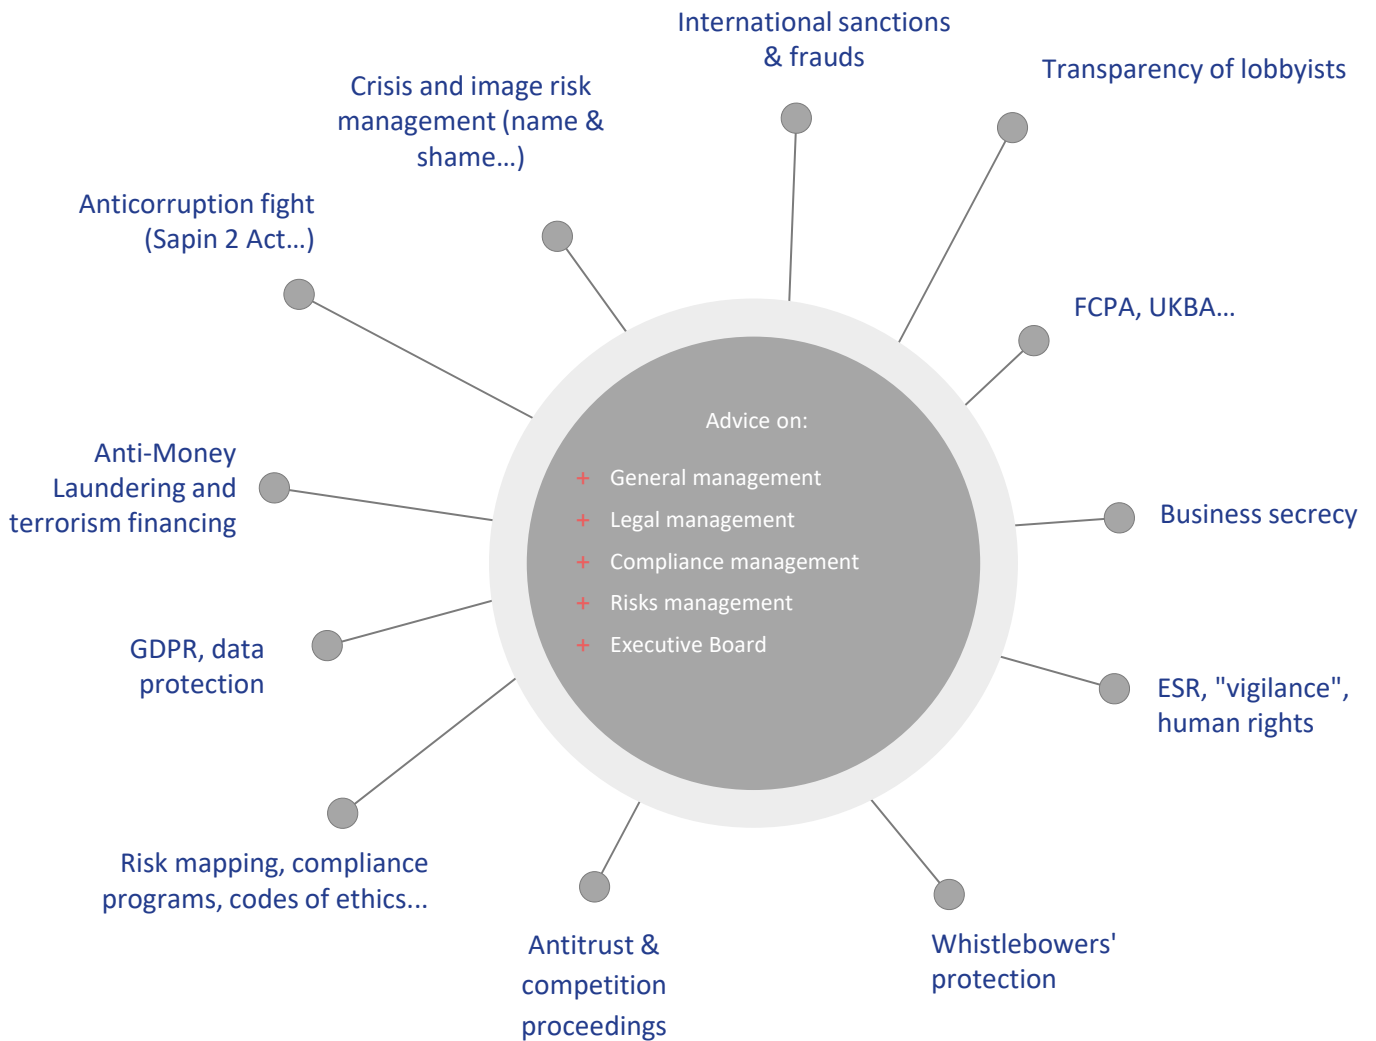 International sanctions
& frauds
Transparency of lobbyists
Crisis and image risk
management (name &
shame...)
Anticorruption fight
(Sapin 2 Act...)
FCPA, UKBA...
Advice on:
+ General management
+ Legal management
+ Compliance management
+ Risks management
+ Executive Board
Anti-Money
Laundering and
terrorism financing
Business secrecy
GDPR, data
protection
ESR, "vigilance",
human rights
Risk mapping, compliance
programs, codes of ethics...
Antitrust &
competition
proceedings
Whistlebowers'
protection